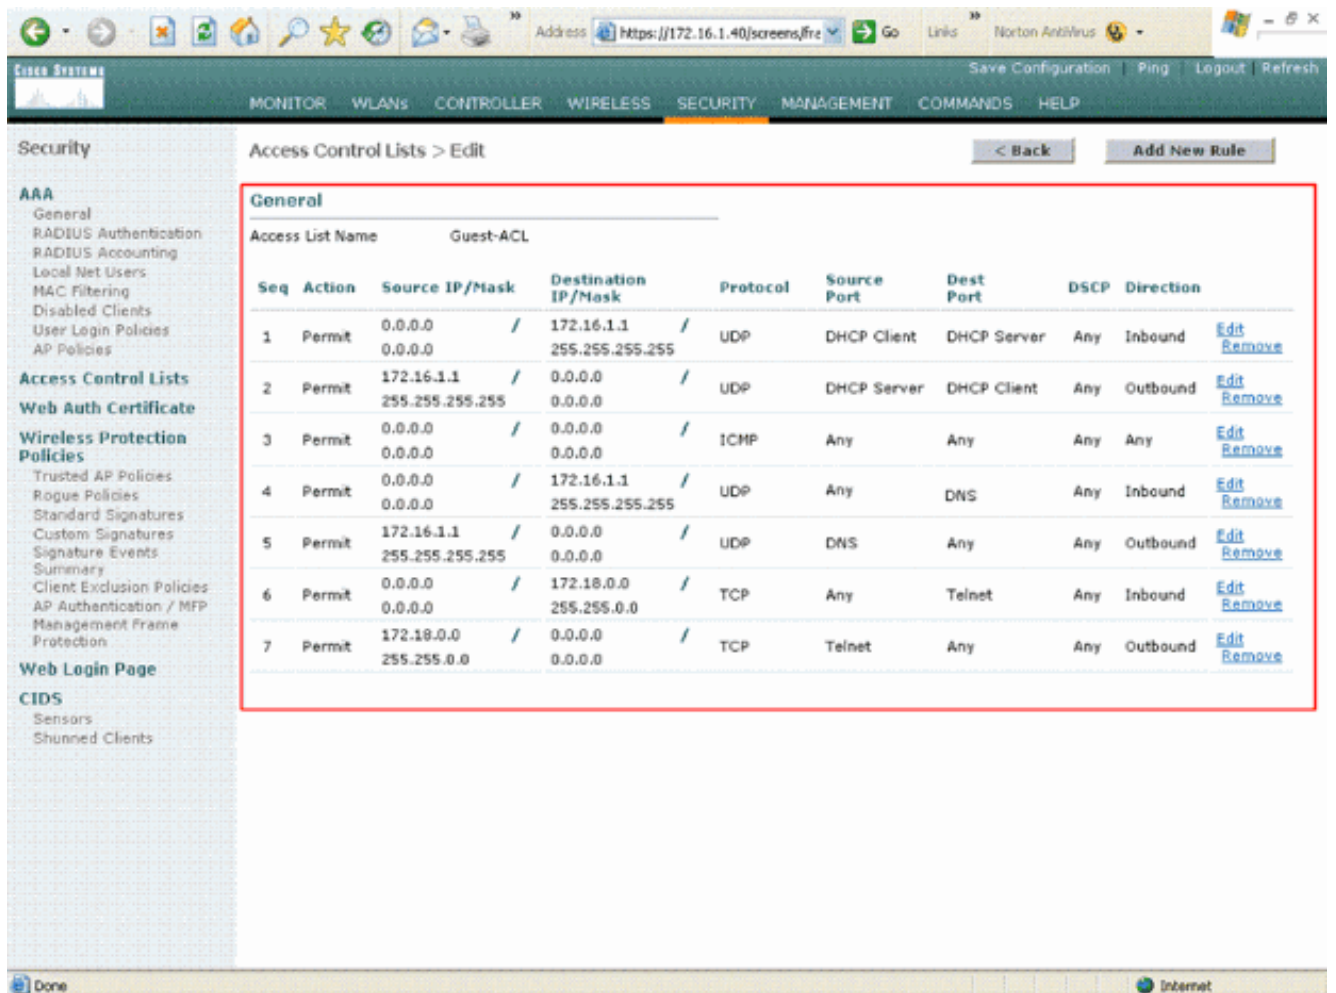 Address https://172.16.1.40/screens/fra Go Links Norton AntiVirus
CISCO SYSTEMS
Save Configuration | Ping | Logout | Refresh
MONITOR WLANs CONTROLLER WIRELESS SECURITY MANAGEMENT COMMANDS HELP
Security
AAA
General
RADIUS Authentication
RADIUS Accounting
Local Net Users
MAC Filtering
Disabled Clients
User Login Policies
AP Policies
Access Control Lists
Web Auth Certificate
Wireless Protection
Policies
Trusted AP Policies
Rogue Policies
Standard Signatures
Custom Signatures
Signature Events
Summary
Client Exclusion Policies
AP Authentication / MFP
Management Frame
Protection
Web Login Page
CIDS
Sensors
Shunned Clients
Access Control Lists > Edit
< Back
Add New Rule
General
Access List Name Guest-ACL
Seq Action Source IP/Mask Destination IP/Mask Protocol Source Port Dest Port DSCP Direction
1 Permit 0.0.0.0 / 0.0.0.0 172.16.1.1 / 255.255.255.255 UDP DHCP Client DHCP Server Any Inbound Edit Remove
2 Permit 172.16.1.1 / 255.255.255.255 0.0.0.0 / 0.0.0.0 UDP DHCP Server DHCP Client Any Outbound Edit Remove
3 Permit 0.0.0.0 / 0.0.0.0 0.0.0.0 / 0.0.0.0 ICMP Any Any Any Any Edit Remove
4 Permit 0.0.0.0 / 0.0.0.0 172.16.1.1 / 255.255.255.255 UDP Any DNS Any Inbound Edit Remove
5 Permit 172.16.1.1 / 255.255.255.255 0.0.0.0 / 0.0.0.0 UDP DNS Any Any Outbound Edit Remove
6 Permit 0.0.0.0 / 0.0.0.0 172.18.0.0 / 255.255.0.0 TCP Any Telnet Any Inbound Edit Remove
7 Permit 172.18.0.0 / 255.255.0.0 0.0.0.0 / 0.0.0.0 TCP Telnet Any Any Outbound Edit Remove
Done
Internet